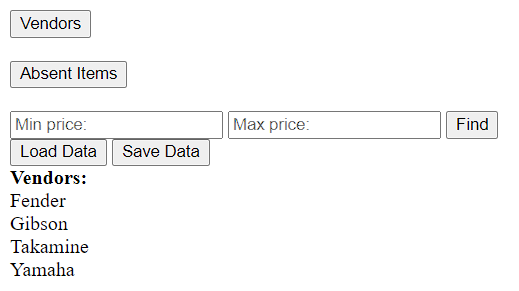 Vendors
Absent Items
Min price: Max price: Find
Load Data Save Data
Vendors:
Fender
Gibson
Takamine
Yamaha